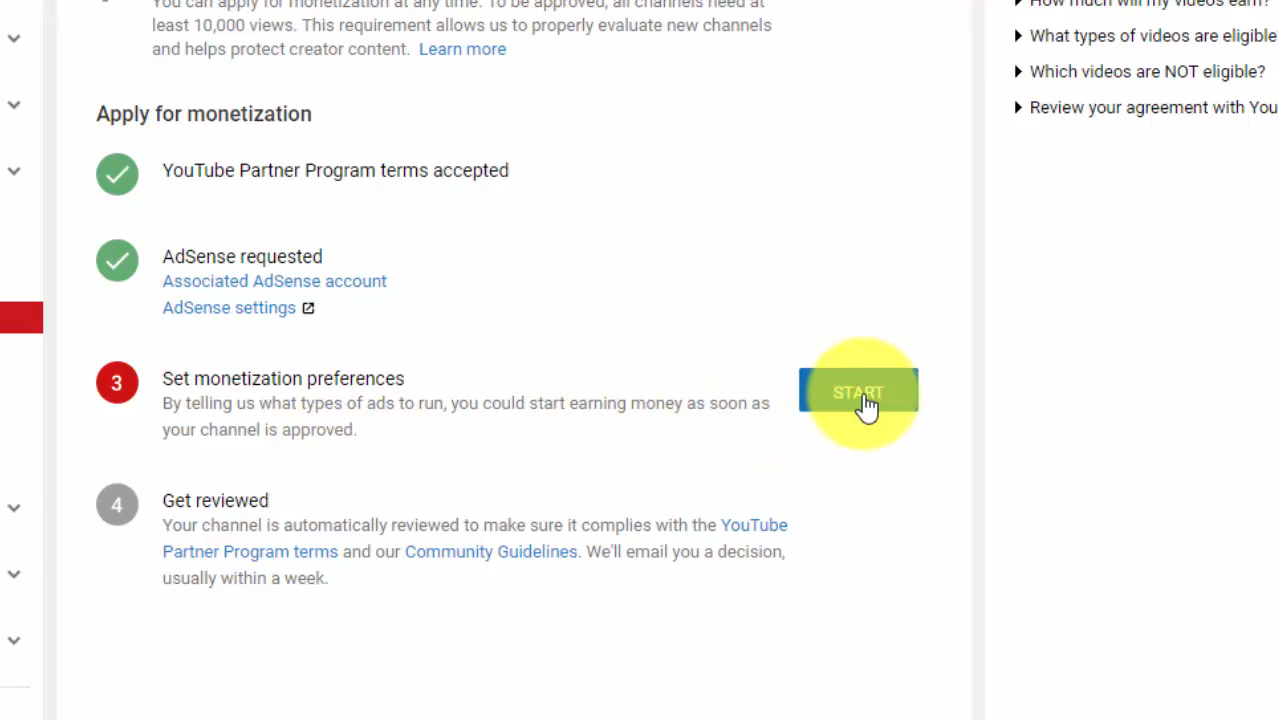 You can apply for monetization at any time. To be approved, all channels need at
least 10,000 views. This requirement allows us to properly evaluate new channels
and helps protect creator content. Learn more
Apply for monetization
YouTube Partner Program terms accepted
AdSense requested
Associated AdSense account
AdSense settings
3
Set monetization preferences
By telling us what types of ads to run, you could start earning money as soon as
your channel is approved.
START
4
Get reviewed
Your channel is automatically reviewed to make sure it complies with the YouTube
Partner Program terms and our Community Guidelines. We'll email you a decision,
usually within a week.
How much will my videos earn?
What types of videos are eligible
Which videos are NOT eligible?
Review your agreement with You